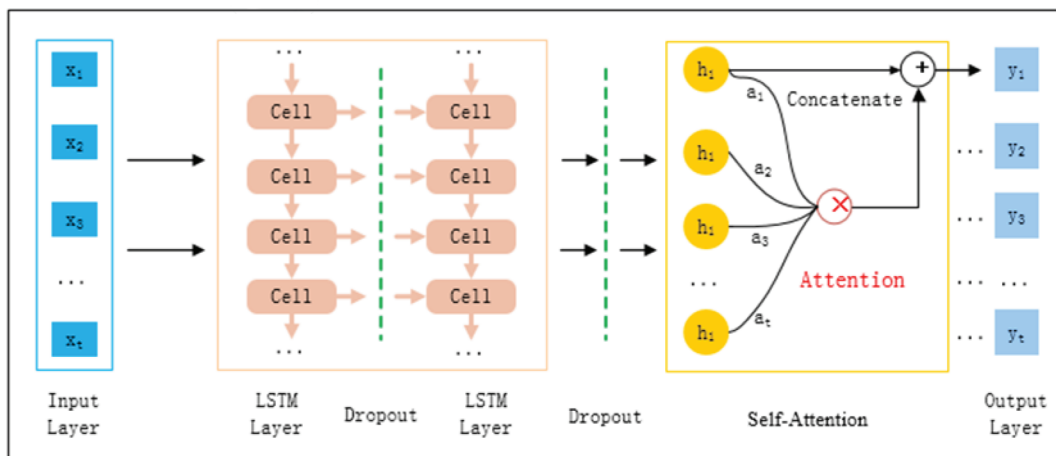 x₁
x₂
x₃
...
xₜ
Input
Layer
...
Cell
Cell
Cell
Cell
...
LSTM
Layer
Dropout
...
Cell
Cell
Cell
Cell
...
LSTM
Layer
Dropout
h₁
h₁
h₁
...
h₁
a₁
a₂
a₃
aₜ
Concatenate
+
×
Attention
Self-Attention
y₁
... y₂
... y₃
... ...
... yₜ
Output
Layer